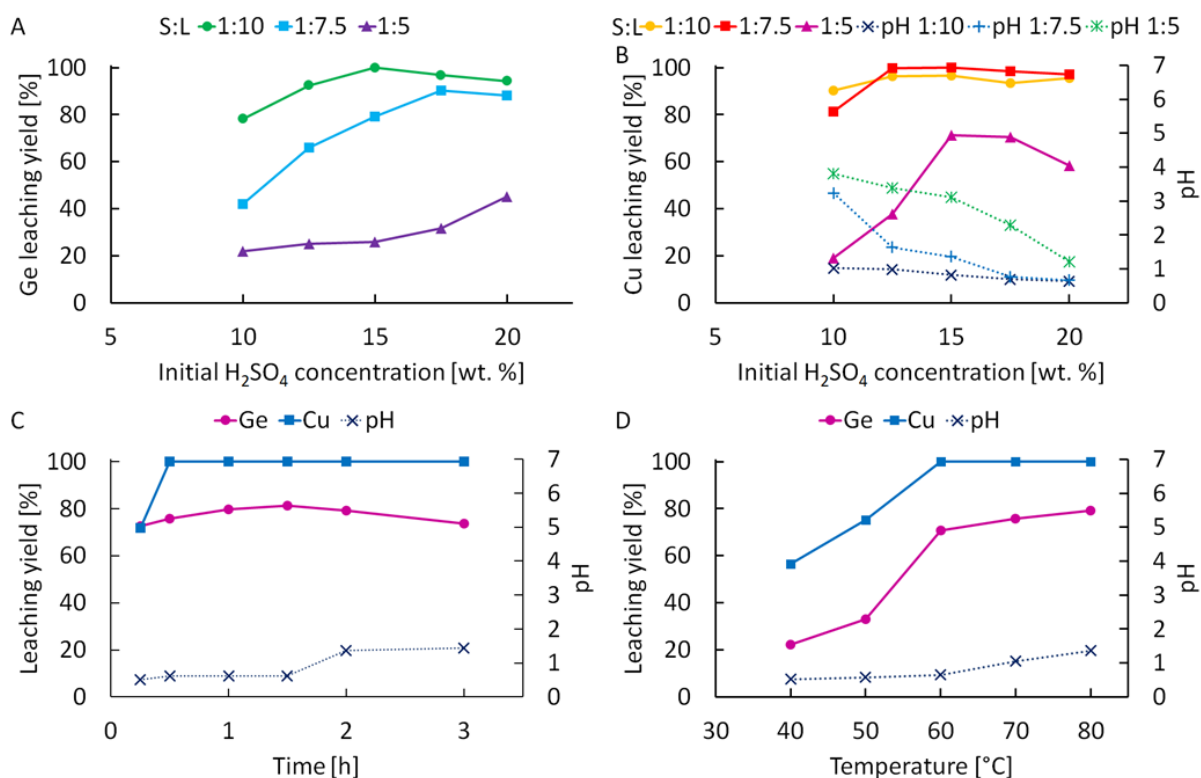 A
S:L 1:10 1:7.5 1:5
Ge leaching yield [%]
100
80
60
40
20
0
5 10 15 20
Initial H₂SO₄ concentration [wt. %]
S:L 1:10 1:7.5 1:5 pH 1:10 pH 1:7.5 pH 1:5
B
Cu leaching yield [%]
100
80
60
40
20
0
7
6
5
4
3
2
1
0
pH
5 10 15 20
Initial H₂SO₄ concentration [wt. %]
C
Ge Cu pH
Leaching yield [%]
100
80
60
40
20
0
7
6
5
4
3
2
1
0
pH
0 1 2 3
Time [h]
D
Ge Cu pH
Leaching yield [%]
100
80
60
40
20
0
7
6
5
4
3
2
1
0
pH
30 40 50 60 70 80
Temperature [°C]